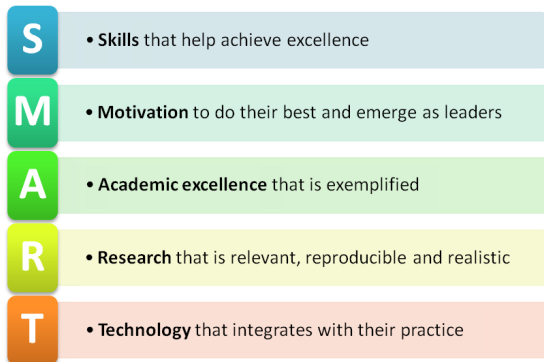 S
• Skills that help achieve excellence
M
• Motivation to do their best and emerge as leaders
A
• Academic excellence that is exemplified
R
• Research that is relevant, reproducible and realistic
T
• Technology that integrates with their practice